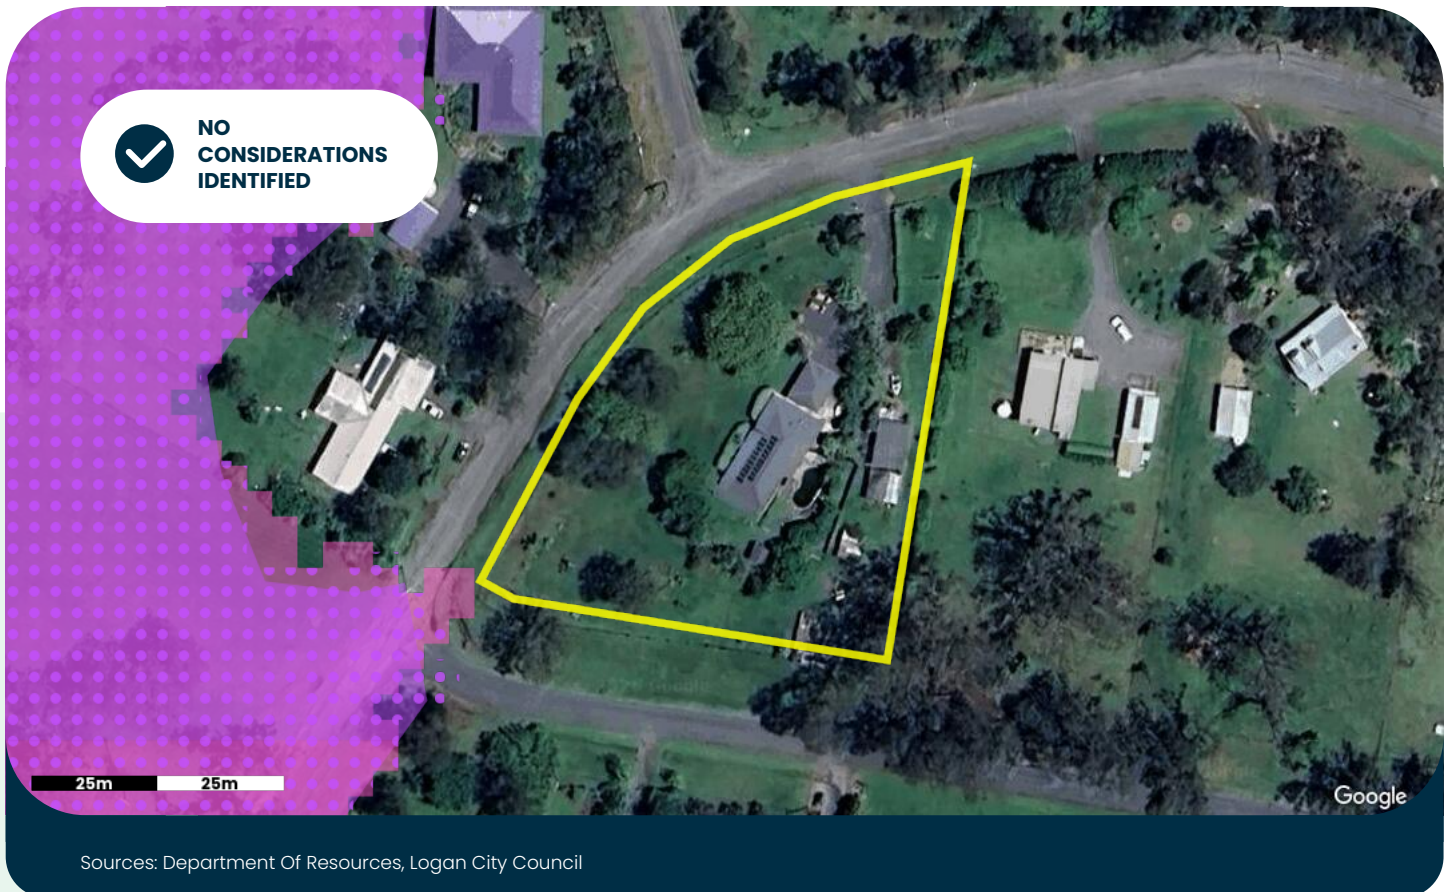 NO
CONSIDERATIONS
IDENTIFIED
25m 25m
Google
Sources: Department Of Resources, Logan City Council